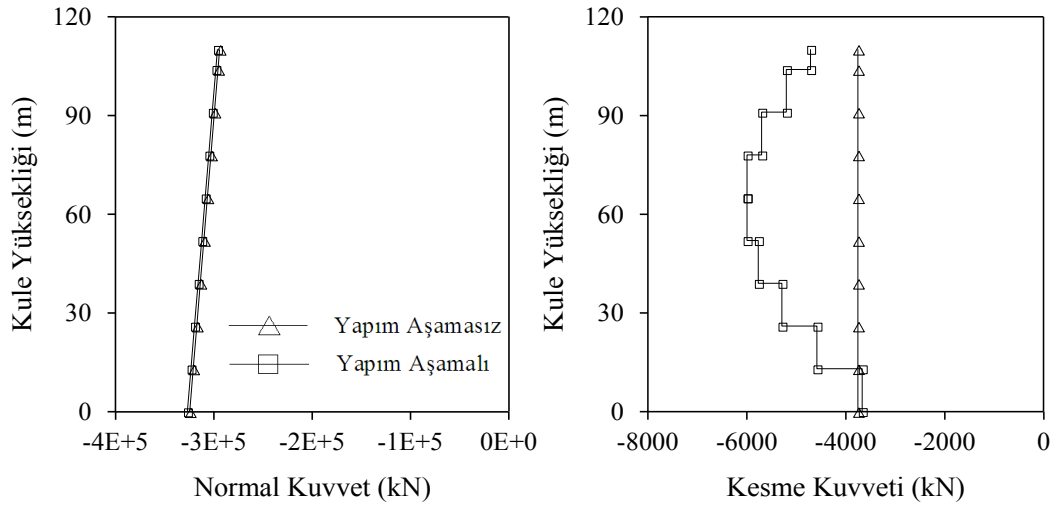 120
90
60
30
0
Kule Yüksekliği (m)
-4E+5 -3E+5 -2E+5 -1E+5 0E+0
Normal Kuvvet (kN)
Yapım Aşamasız
Yapım Aşamalı
120
90
60
30
0
Kule Yüksekliği (m)
-8000 -6000 -4000 -2000 0
Kesme Kuvveti (kN)